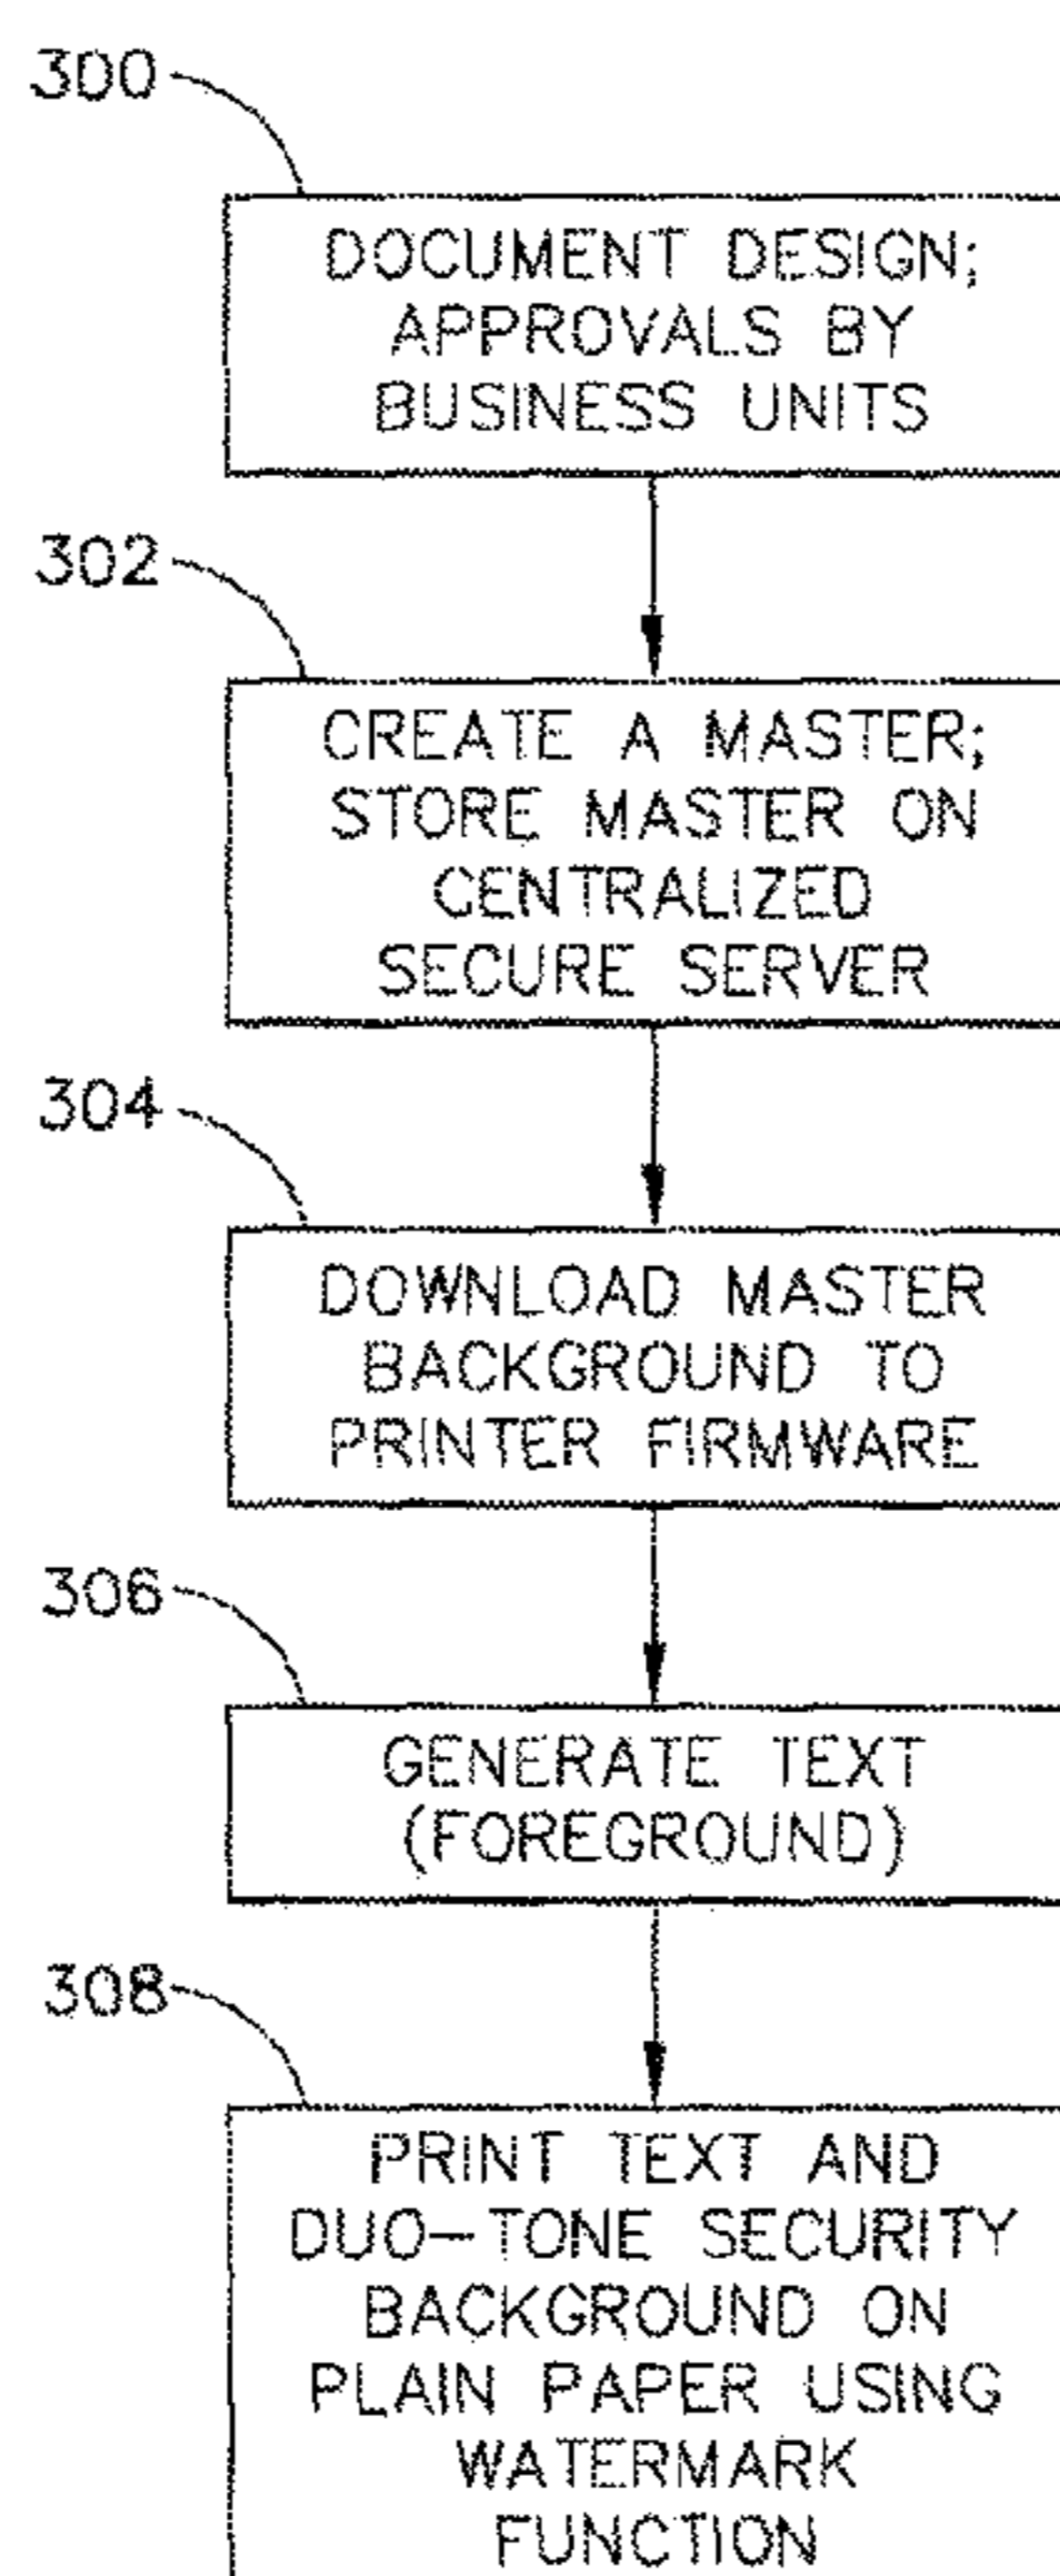 300
DOCUMENT DESIGN;
APPROVALS BY
BUSINESS UNITS
302
CREATE A MASTER;
STORE MASTER ON
CENTRALIZED
SECURE SERVER
304
DOWNLOAD MASTER
BACKGROUND TO
PRINTER FIRMWARE
306
GENERATE TEXT
(FOREGROUND)
308
PRINT TEXT AND
DUO-TONE SECURITY
BACKGROUND ON
PLAIN PAPER USING
WATERMARK
FUNCTION